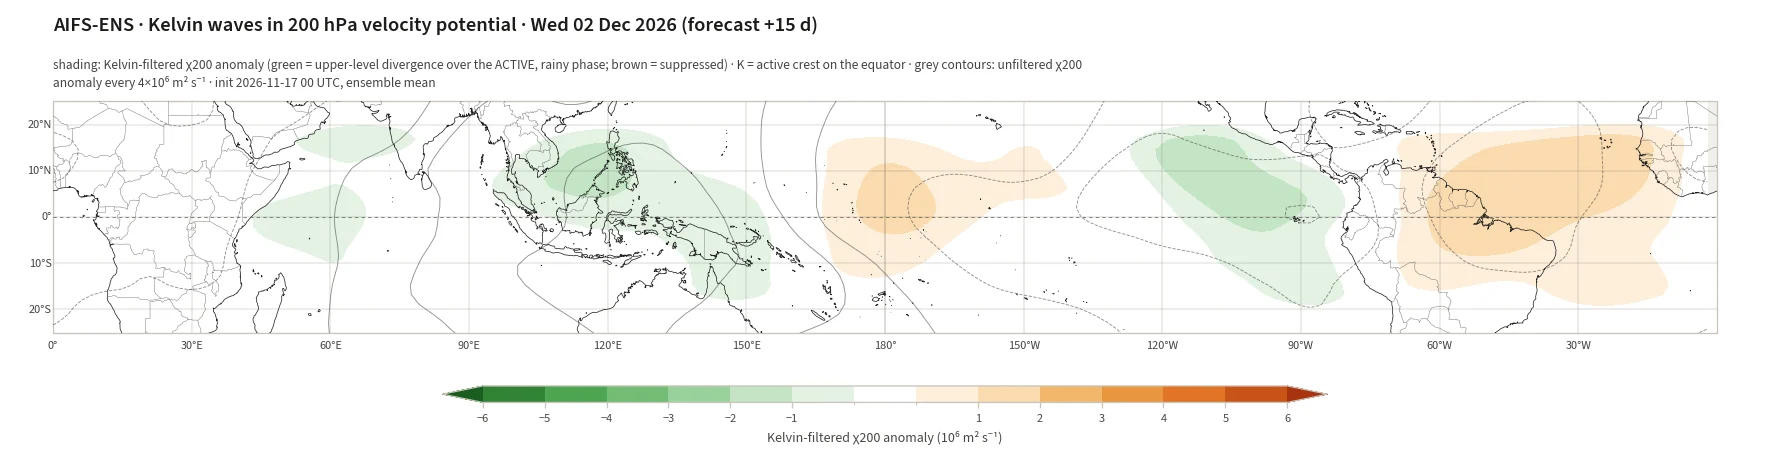 AIFS-ENS · Kelvin waves in 200 hPa velocity potential · Wed 02 Dec 2026 (forecast +15 d)
shading: Kelvin-filtered χ200 anomaly (green = upper-level divergence over the ACTIVE, rainy phase; brown = suppressed) · K = active crest on the equator · grey contours: unfiltered χ200
anomaly every 4×10⁶ m² s⁻¹ · init 2026-11-17 00 UTC, ensemble mean
20°N
10°N
0°
10°S
20°S
0° 30°E 60°E 90°E 120°E 150°E 180° 150°W 120°W 90°W 60°W 30°W
−6 −5 −4 −3 −2 −1 1 2 3 4 5 6
Kelvin-filtered χ200 anomaly (10⁶ m² s⁻¹)